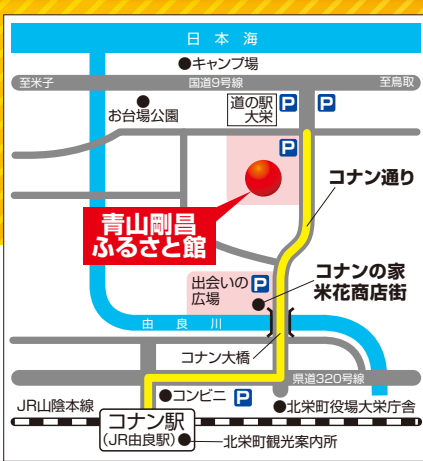 日本海
●キャンプ場
至米子
国道9号線
至鳥取
お台場公園
道の駅
大栄
P
P
P
コナン通り
青山剛昌
ふるさと館
出会いの
広場
P
コナンの家
米花商店街
由良川
コナン大橋
県道320号線
JR山陰本線
●コンビニ
P
●北栄町役場大栄庁舎
コナン駅
(JR由良駅)
北栄町観光案内所